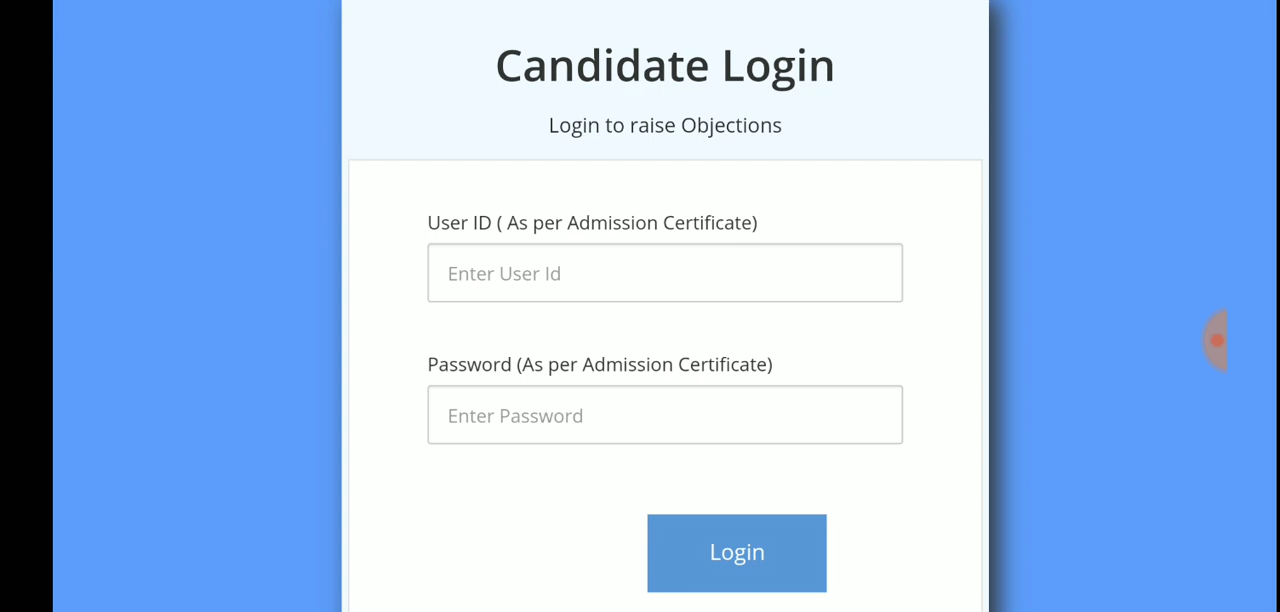 Candidate Login
Login to raise Objections
User ID ( As per Admission Certificate)
Enter User Id
Password (As per Admission Certificate)
Enter Password
Login